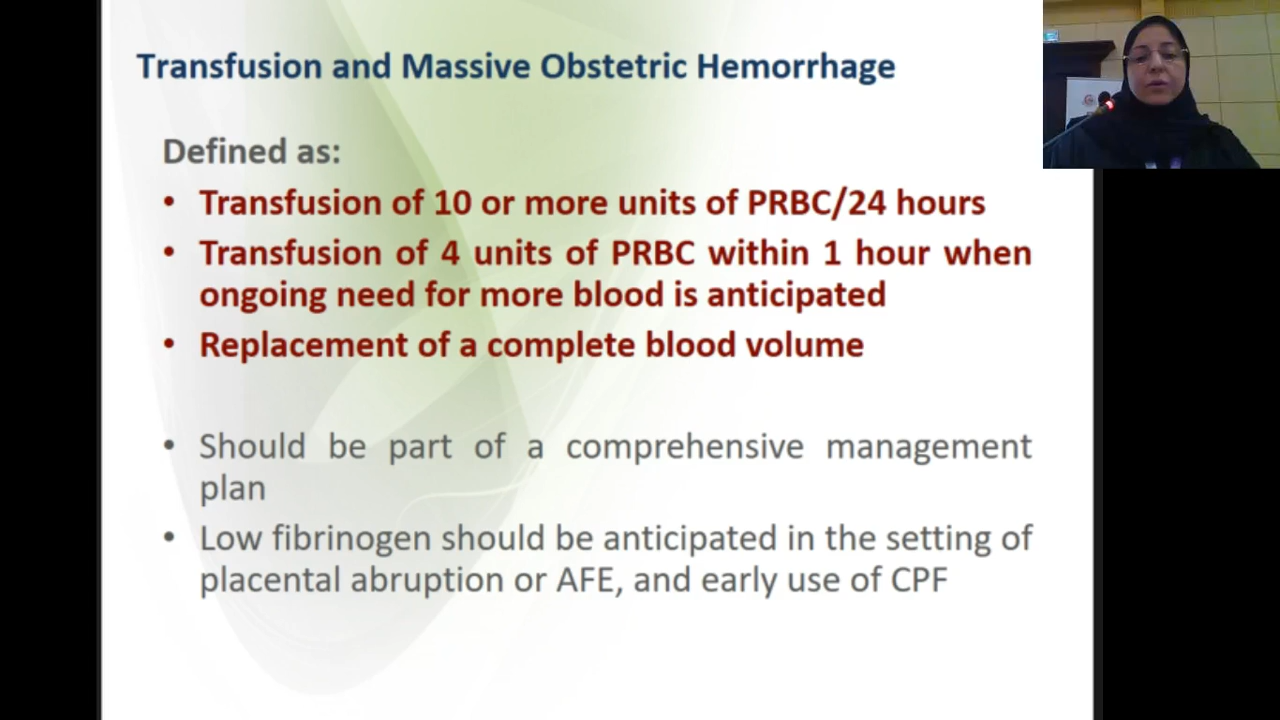 Transfusion and Massive Obstetric Hemorrhage
Defined as:
• Transfusion of 10 or more units of PRBC/24 hours
• Transfusion of 4 units of PRBC within 1 hour when
ongoing need for more blood is anticipated
• Replacement of a complete blood volume
• Should be part of a comprehensive management
plan
• Low fibrinogen should be anticipated in the setting of
placental abruption or AFE, and early use of CPF